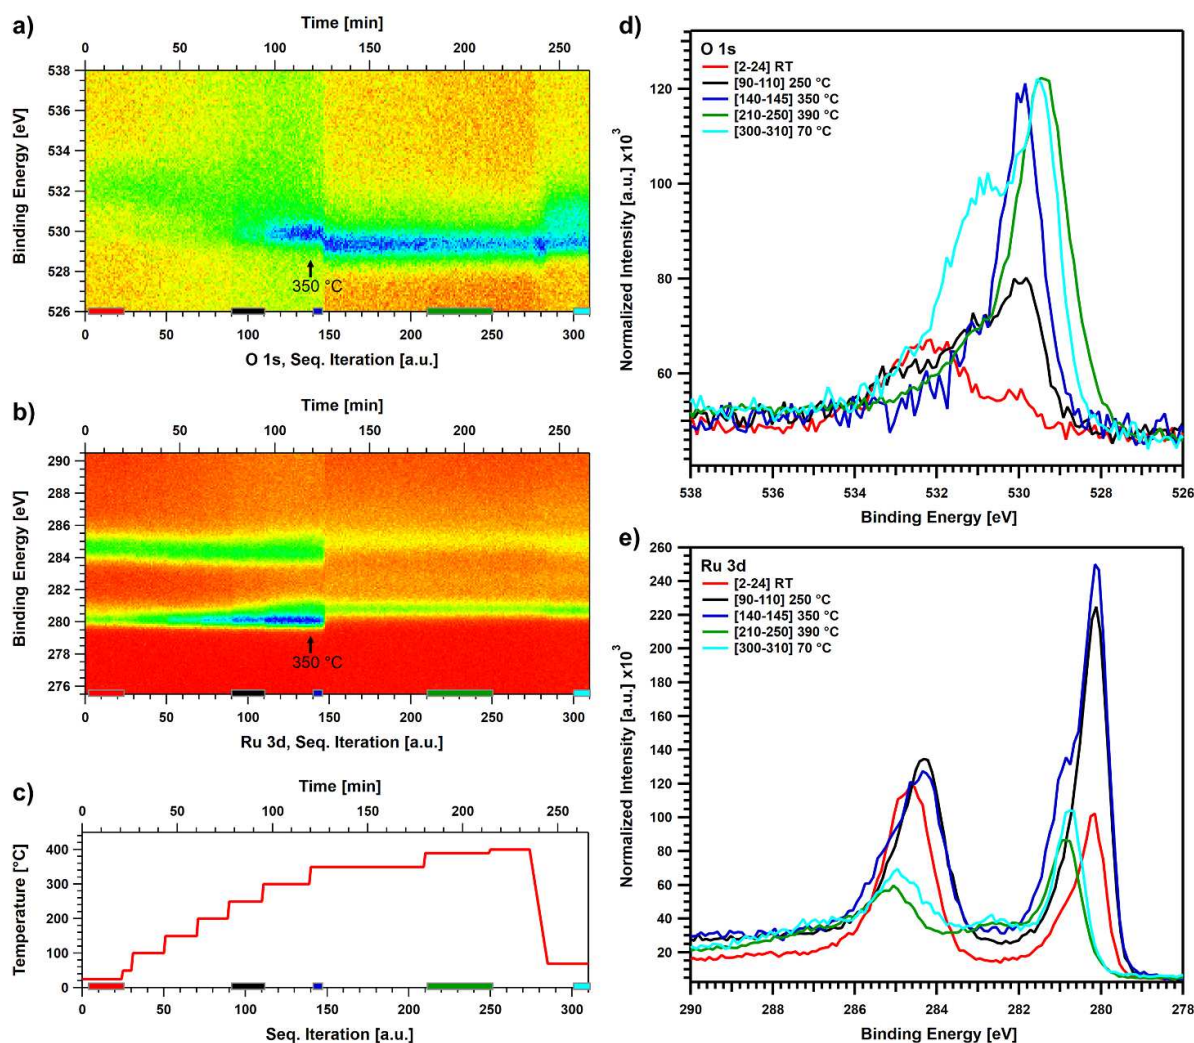 a)
Time [min]
0 50 100 150 200 250
Binding Energy [eV]
538
536
534
532
530
528
526
350 °C
0 50 100 150 200 250 300
O 1s, Seq. Iteration [a.u.]
b)
Time [min]
0 50 100 150 200 250
Binding Energy [eV]
290
288
286
284
282
280
278
276
350 °C
0 50 100 150 200 250 300
Ru 3d, Seq. Iteration [a.u.]
c)
Time [min]
0 50 100 150 200 250
Temperature [°C]
400
300
200
100
0
0 50 100 150 200 250 300
Seq. Iteration [a.u.]
d)
O 1s
[2-24] RT
[90-110] 250 °C
[140-145] 350 °C
[210-250] 390 °C
[300-310] 70 °C
Normalized Intensity [a.u.] x10³
120
100
80
60
538 536 534 532 530 528 526
Binding Energy [eV]
e)
Ru 3d
[2-24] RT
[90-110] 250 °C
[140-145] 350 °C
[210-250] 390 °C
[300-310] 70 °C
Normalized Intensity [a.u.] x10³
260
240
220
200
180
160
140
120
100
80
60
40
20
290 288 286 284 282 280 278
Binding Energy [eV]